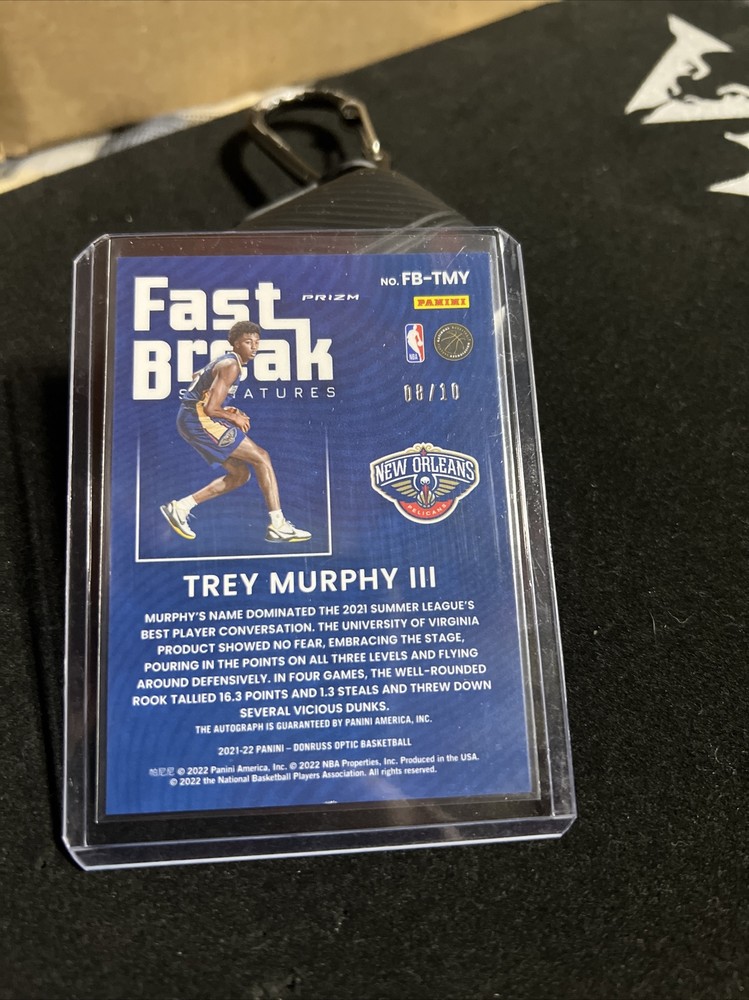 Fast
Break
PRIZM
SIGNATURES
NO. FB-TMY
PANINI
NBA
08/10
NEW ORLEANS
PELICANS
TREY MURPHY III
MURPHY'S NAME DOMINATED THE 2021 SUMMER LEAGUE'S
BEST PLAYER CONVERSATION. THE UNIVERSITY OF VIRGINIA
PRODUCT SHOWED NO FEAR, EMBRACING THE STAGE,
POURING IN THE POINTS ON ALL THREE LEVELS AND FLYING
AROUND DEFENSIVELY. IN FOUR GAMES, THE WELL-ROUNDED
ROOK TALLIED 16.3 POINTS AND 1.3 STEALS AND THREW DOWN
SEVERAL VICIOUS DUNKS.
THE AUTOGRAPH IS GUARANTEED BY PANINI AMERICA, INC.
2021-22 PANINI – DONRUSS OPTIC BASKETBALL
帕尼尼 © 2022 Panini America, Inc. © 2022 NBA Properties, Inc. Produced in the USA.
© 2022 the National Basketball Players Association. All rights reserved.